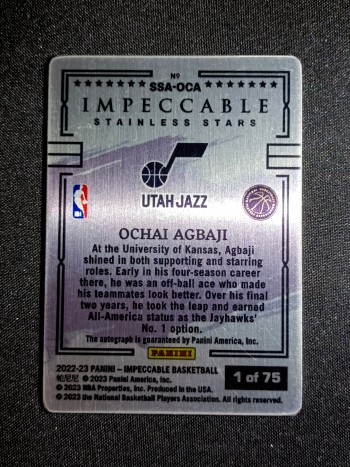 Nº
SSA-OCA
IMPECCABLE
STAINLESS STARS
UTAH JAZZ
OCHAI AGBAJI
At the University of Kansas, Agbaji
shined in both supporting and starring
roles. Early in his four-season career
there, he was an off-ball ace who made
his teammates look better. Over his final
two years, he took the leap and earned
All-America status as the Jayhawks'
No. 1 option.
The autograph is guaranteed by Panini America, Inc.
PANINI
2022-23 PANINI – IMPECCABLE BASKETBALL
帕尼尼 © 2023 Panini America, Inc.
© 2023 NBA Properties, Inc. Produced in the USA.
© 2023 the National Basketball Players Association. All rights reserved.
1 of 75